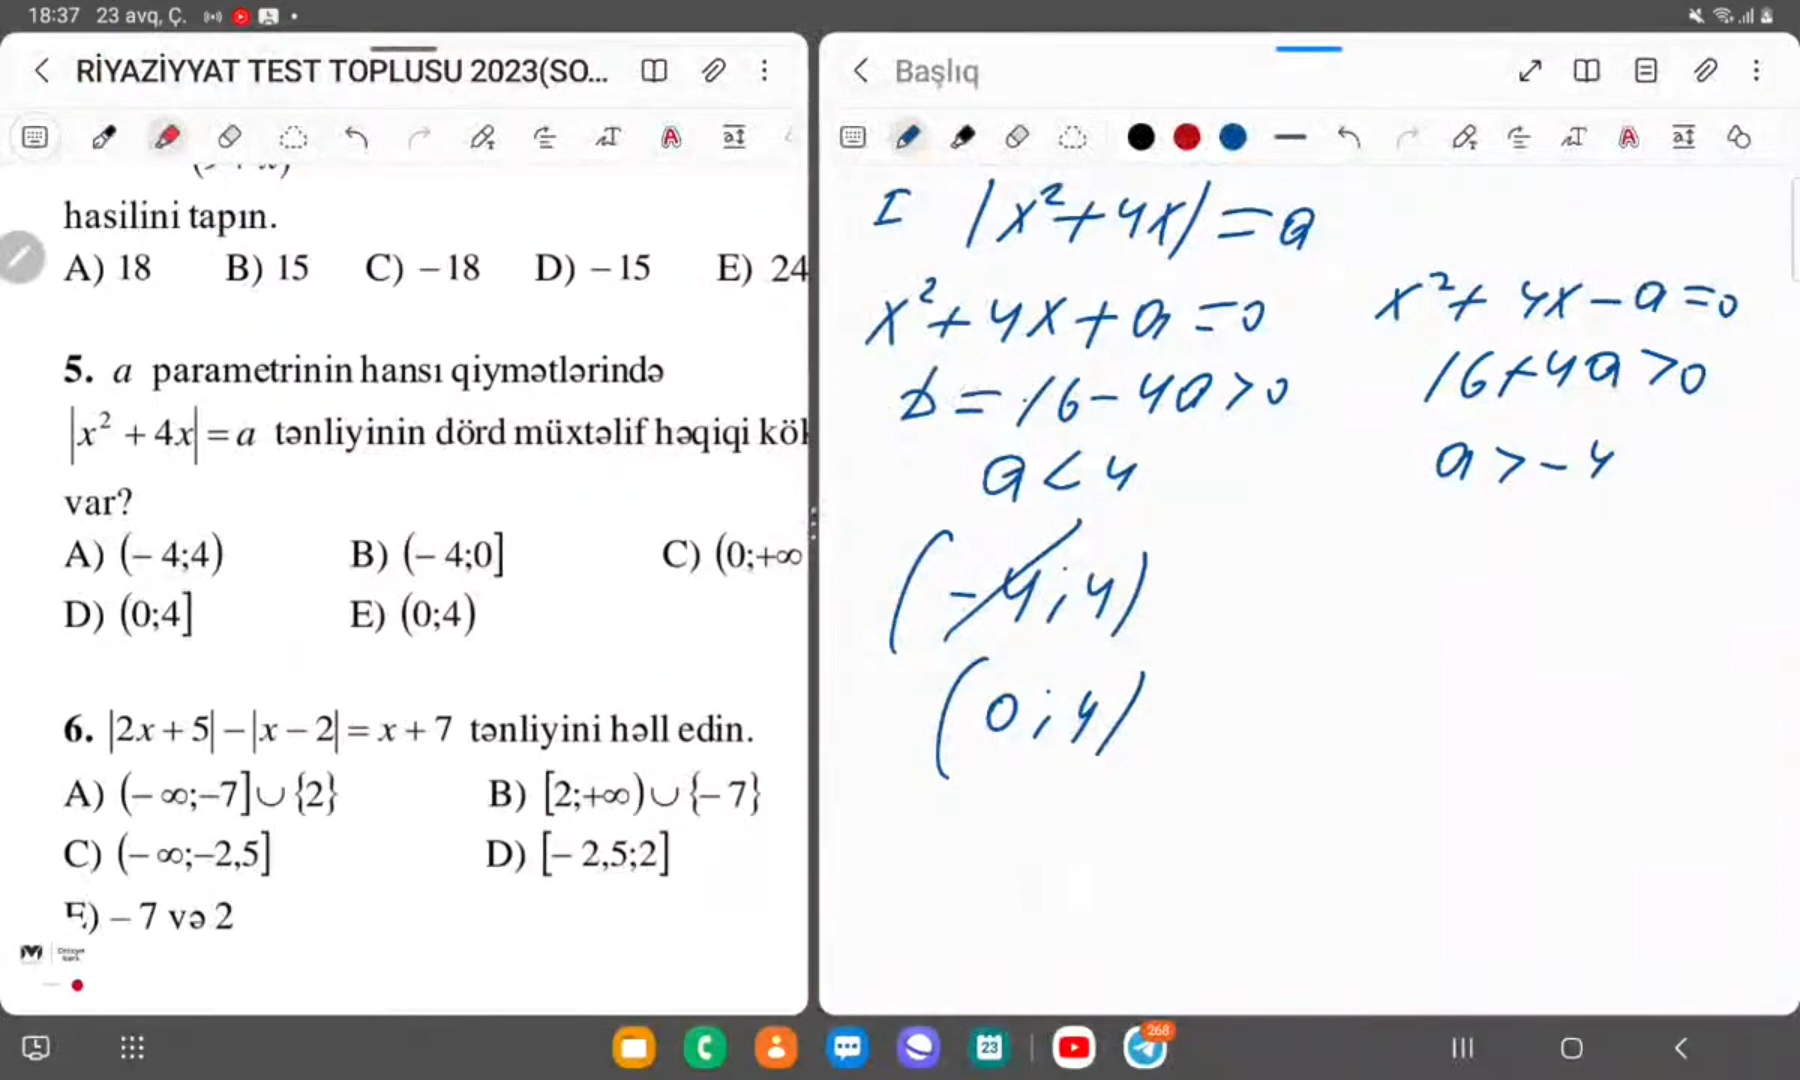 18:37 23 avq, Ç.
RİYAZİYYAT TEST TOPLUSU 2023(SO...
hasilini tapın.
A) 18 B) 15 C) – 18 D) – 15 E) 24
5. a parametrinin hansı qiymətlərində
|x² + 4x| = a tənliyinin dörd müxtəlif həqiqi köl
var?
A) (– 4;4) B) (– 4;0] C) (0;+∞
D) (0;4] E) (0;4)
6. |2x + 5| – |x – 2| = x + 7 tənliyini həll edin.
A) (– ∞;–7]∪{2} B) [2;+∞)∪{– 7}
C) (– ∞;–2,5] D) [– 2,5;2]
E) – 7 və 2
Başlıq
I |x²+4x|=a
x²+4x+a=0 x²+4x-a=0
D=16-4a>0 16+4a>0
a<4 a>-4
(-4;4)
(0;4)
23
268